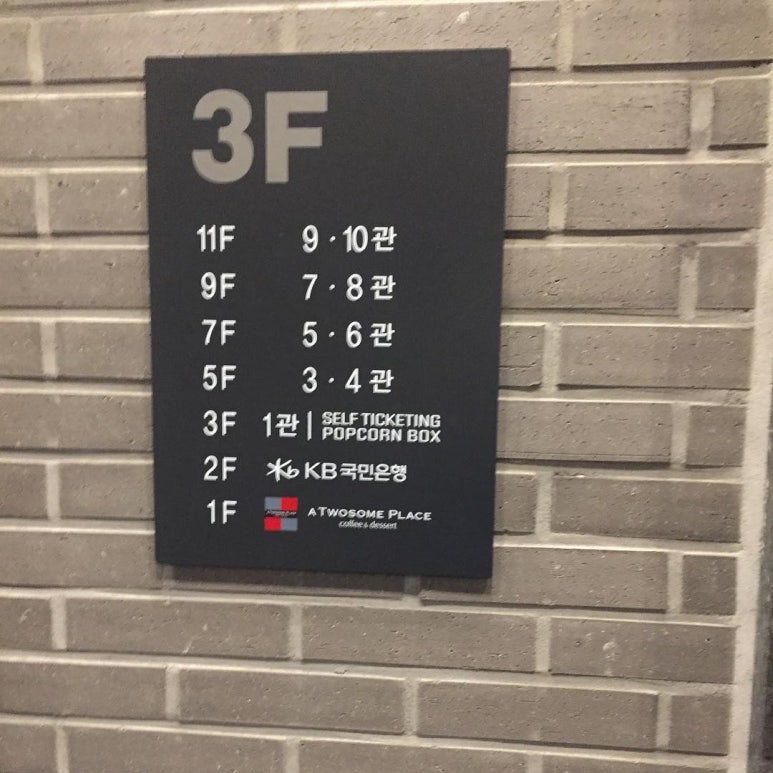 3F
11F 9·10관
9F 7·8관
7F 5·6관
5F 3·4관
3F 1관 | SELF TICKETING
POPCORN BOX
2F KB국민은행
1F A TWOSOME PLACE
coffee & dessert